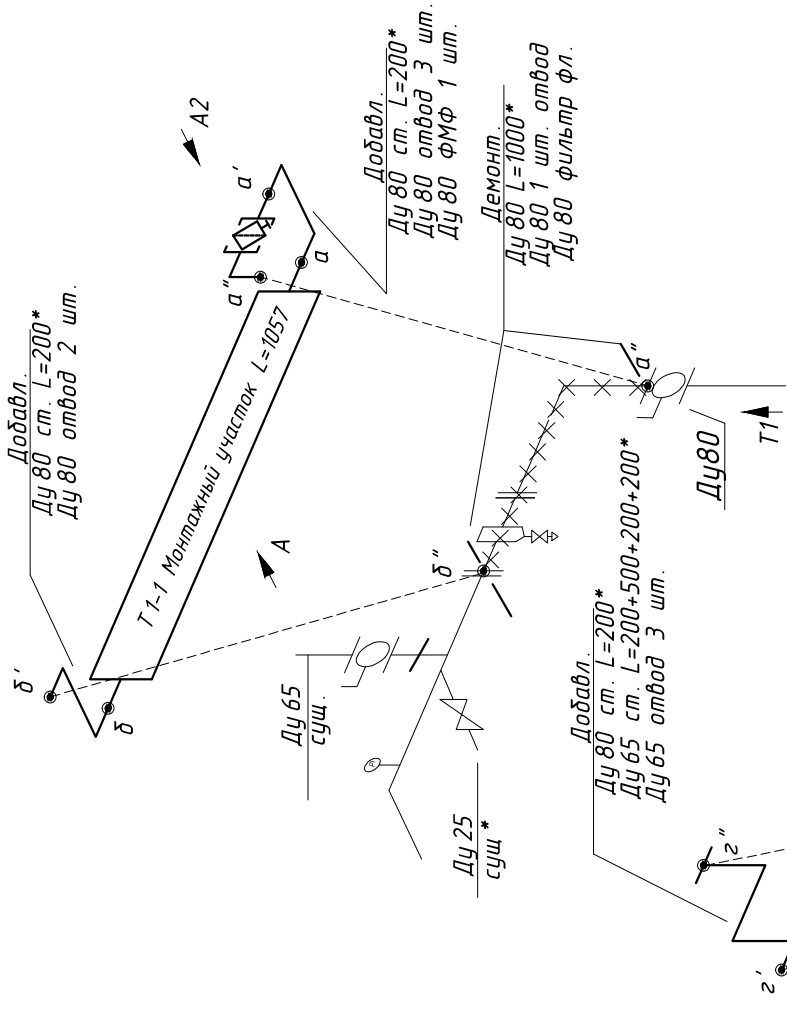 Добавл.
Ду 80 ст. L=200*
Ду 80 отвод 2 шт.
А2
Добавл.
Ду 80 ст. L=200*
Ду 80 отвод 3 шт.
Ду 80 ФМФ 1 шт.
а'
а"
а
Т1-1 Монтажный участок L=1057
б'
б
А
Демонт.
Ду 80 L=1000*
Ду 80 1 шт. отвод
Ду 80 фильтр фл.
б"
а"
Ду80
Т1
Ду 65
сущ.
Ду 25
сущ*
Добавл.
Ду 80 ст. L=200*
Ду 65 ст. L=200+500+200+200*
Ду 65 отвод 3 шт.
г"
г'